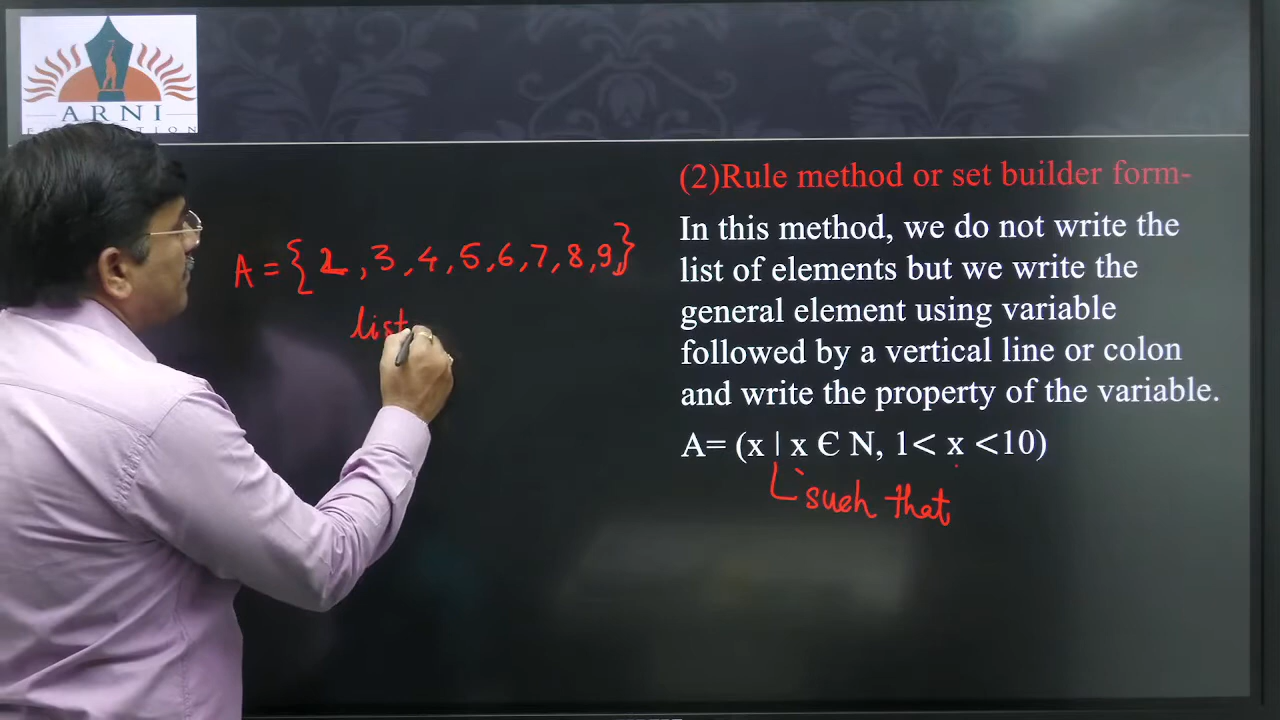 ARNI
(2)Rule method or set builder form-
In this method, we do not write the
list of elements but we write the
general element using variable
followed by a vertical line or colon
and write the property of the variable.
A= (x | x Є N, 1< x <10)
such that
A = {2, 3, 4, 5, 6, 7, 8, 9,}
list